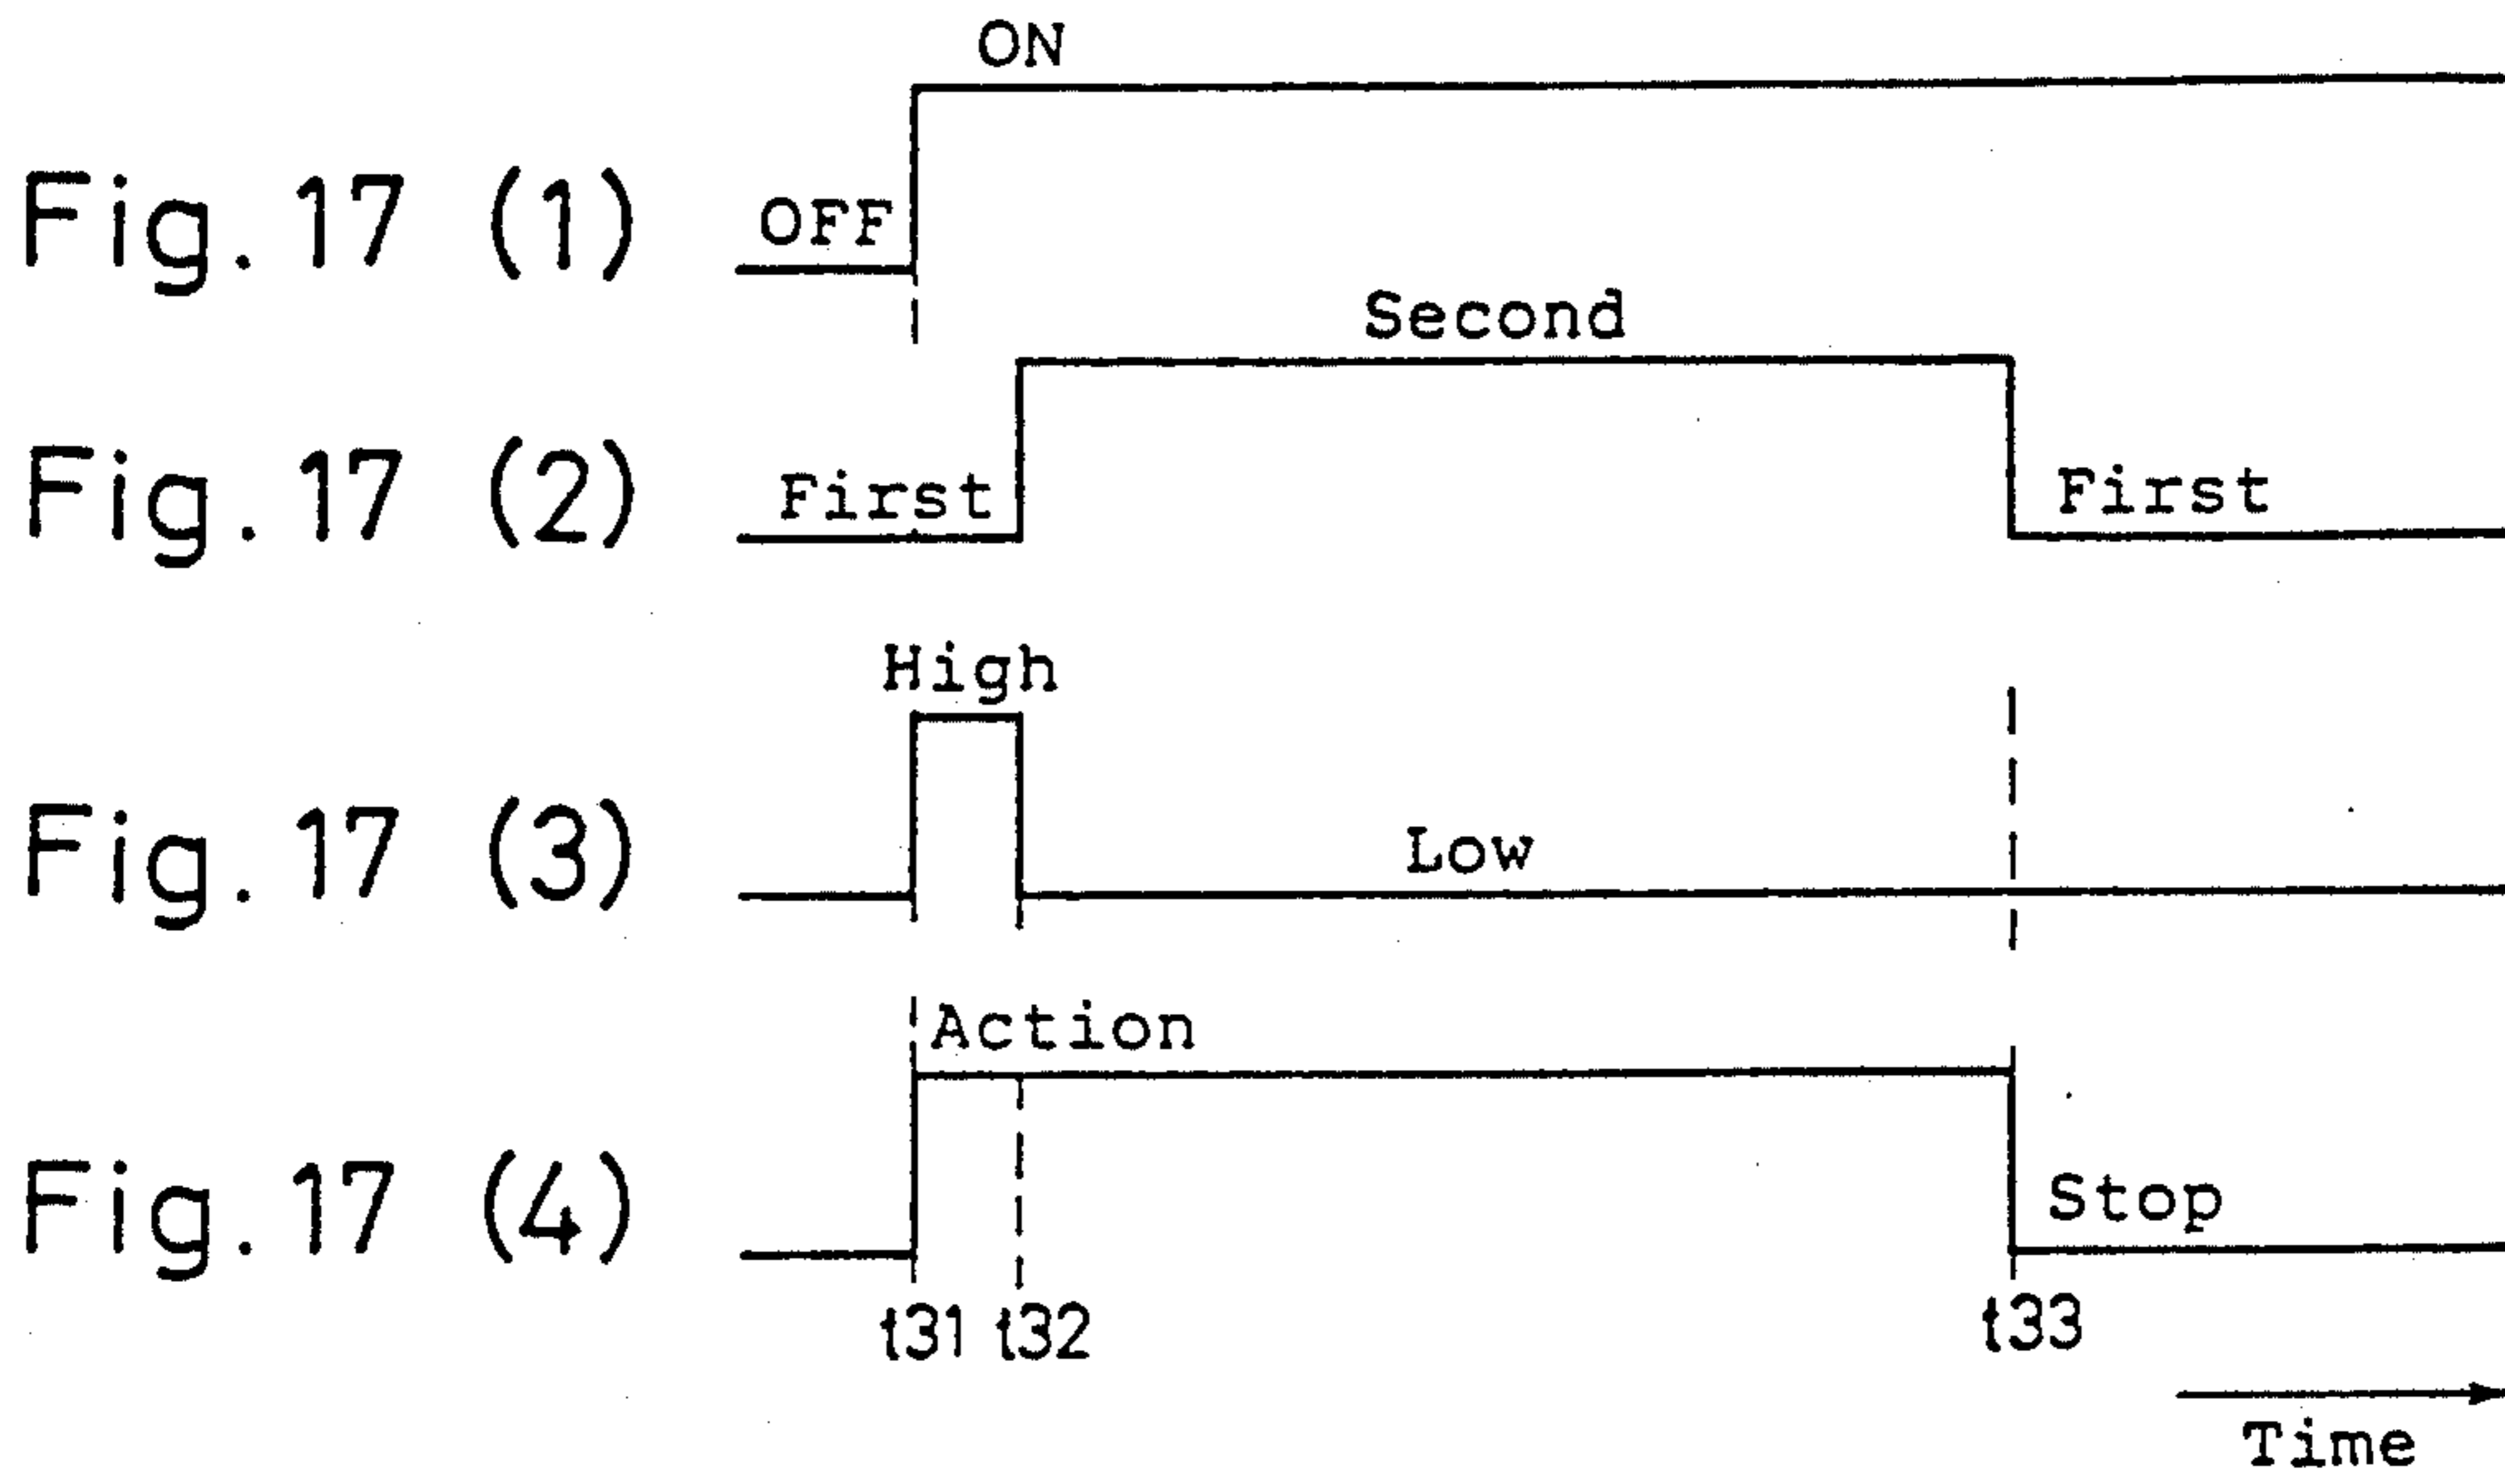 ON
Fig. 17 (1)
OFF
Second
Fig. 17 (2)
First
First
High
Fig. 17 (3)
Low
Action
Fig. 17 (4)
Stop
t31 t32 t33
Time